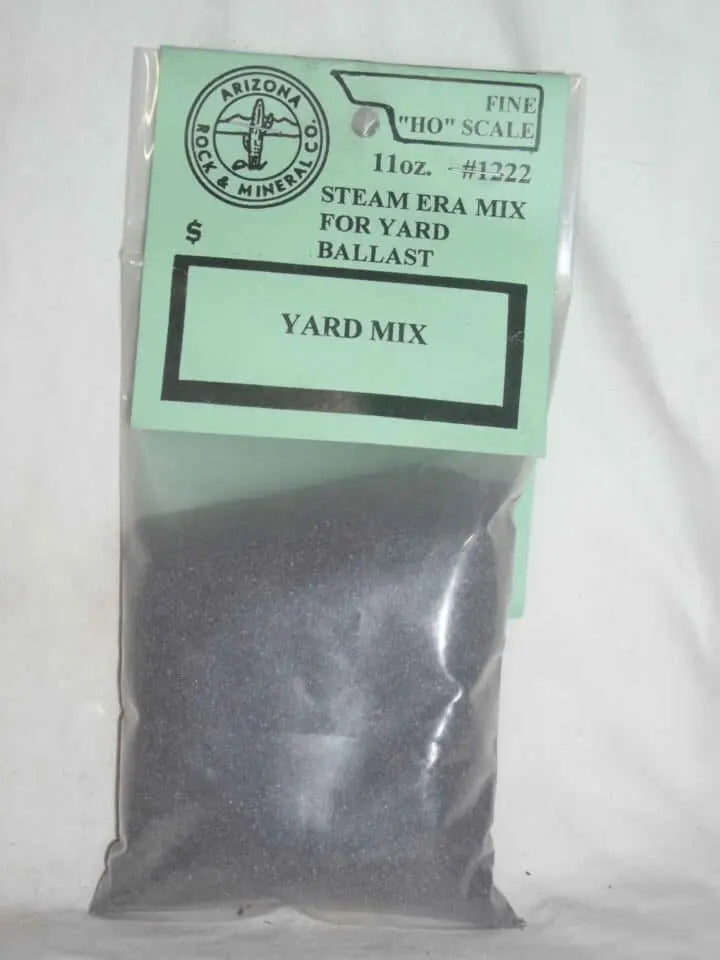 ARIZONA
ROCK & MINERAL CO.
FINE
"HO" SCALE
11oz. #1222
STEAM ERA MIX
FOR YARD
BALLAST
$
YARD MIX